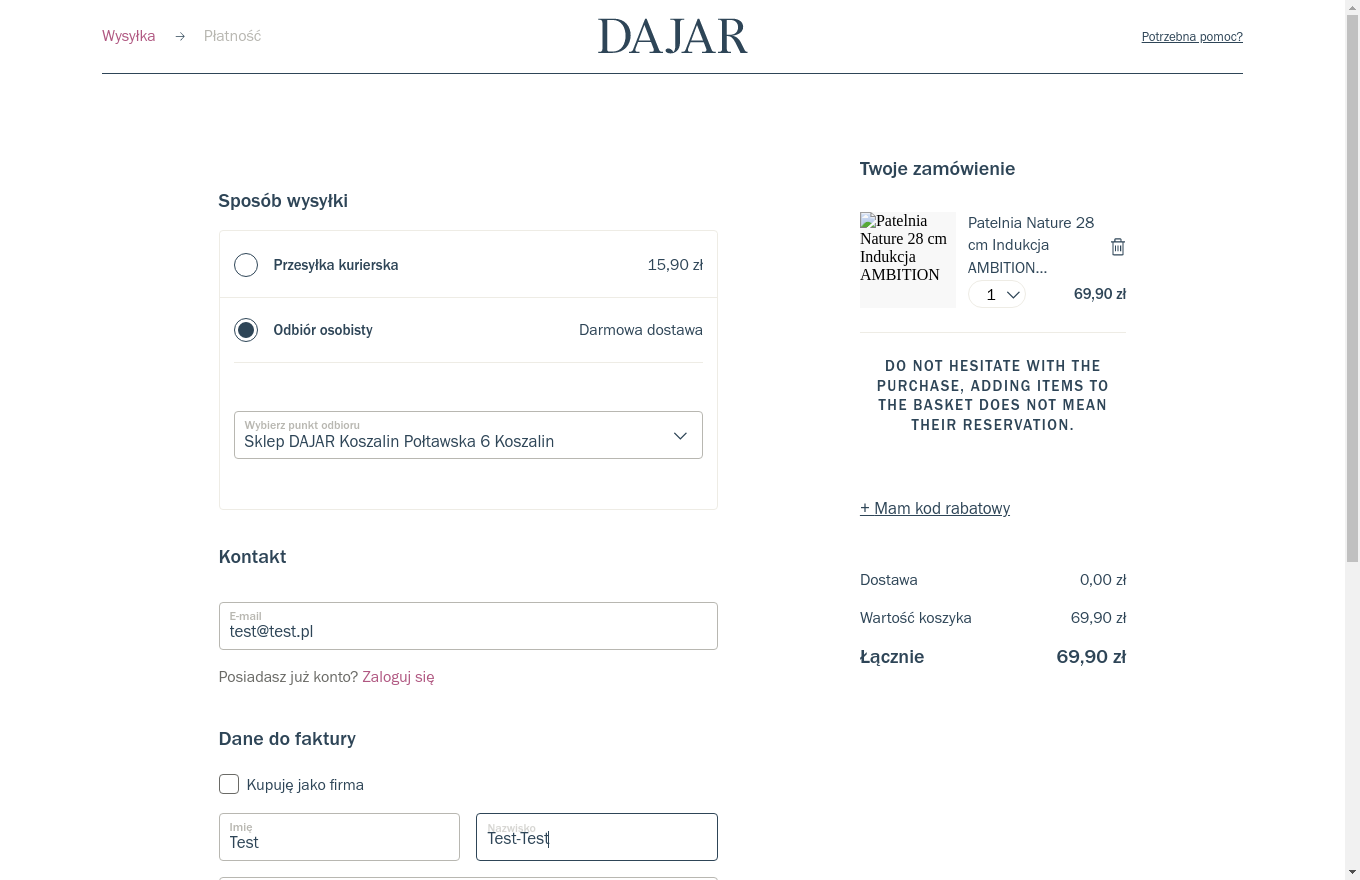 Wysyłka
Płatność
DAJAR
Potrzebna pomoc?
Sposób wysyłki
Przesyłka kurierska
15,90 zł
Odbiór osobisty
Darmowa dostawa
Wybierz punkt odbioru
Sklep DAJAR Koszalin Połtawska 6 Koszalin
Kontakt
E-mail
test@test.pl
Posiadasz już konto? Zaloguj się
Dane do faktury
Kupuję jako firma
Imię
Test
Nazwisko
Test-Test
Twoje zamówienie
Patelnia
Nature 28 cm
Indukcja
AMBITION
Patelnia Nature 28
cm Indukcja
AMBITION...
1
69,90 zł
DO NOT HESITATE WITH THE
PURCHASE, ADDING ITEMS TO
THE BASKET DOES NOT MEAN
THEIR RESERVATION.
+ Mam kod rabatowy
Dostawa
0,00 zł
Wartość koszyka
69,90 zł
Łącznie
69,90 zł